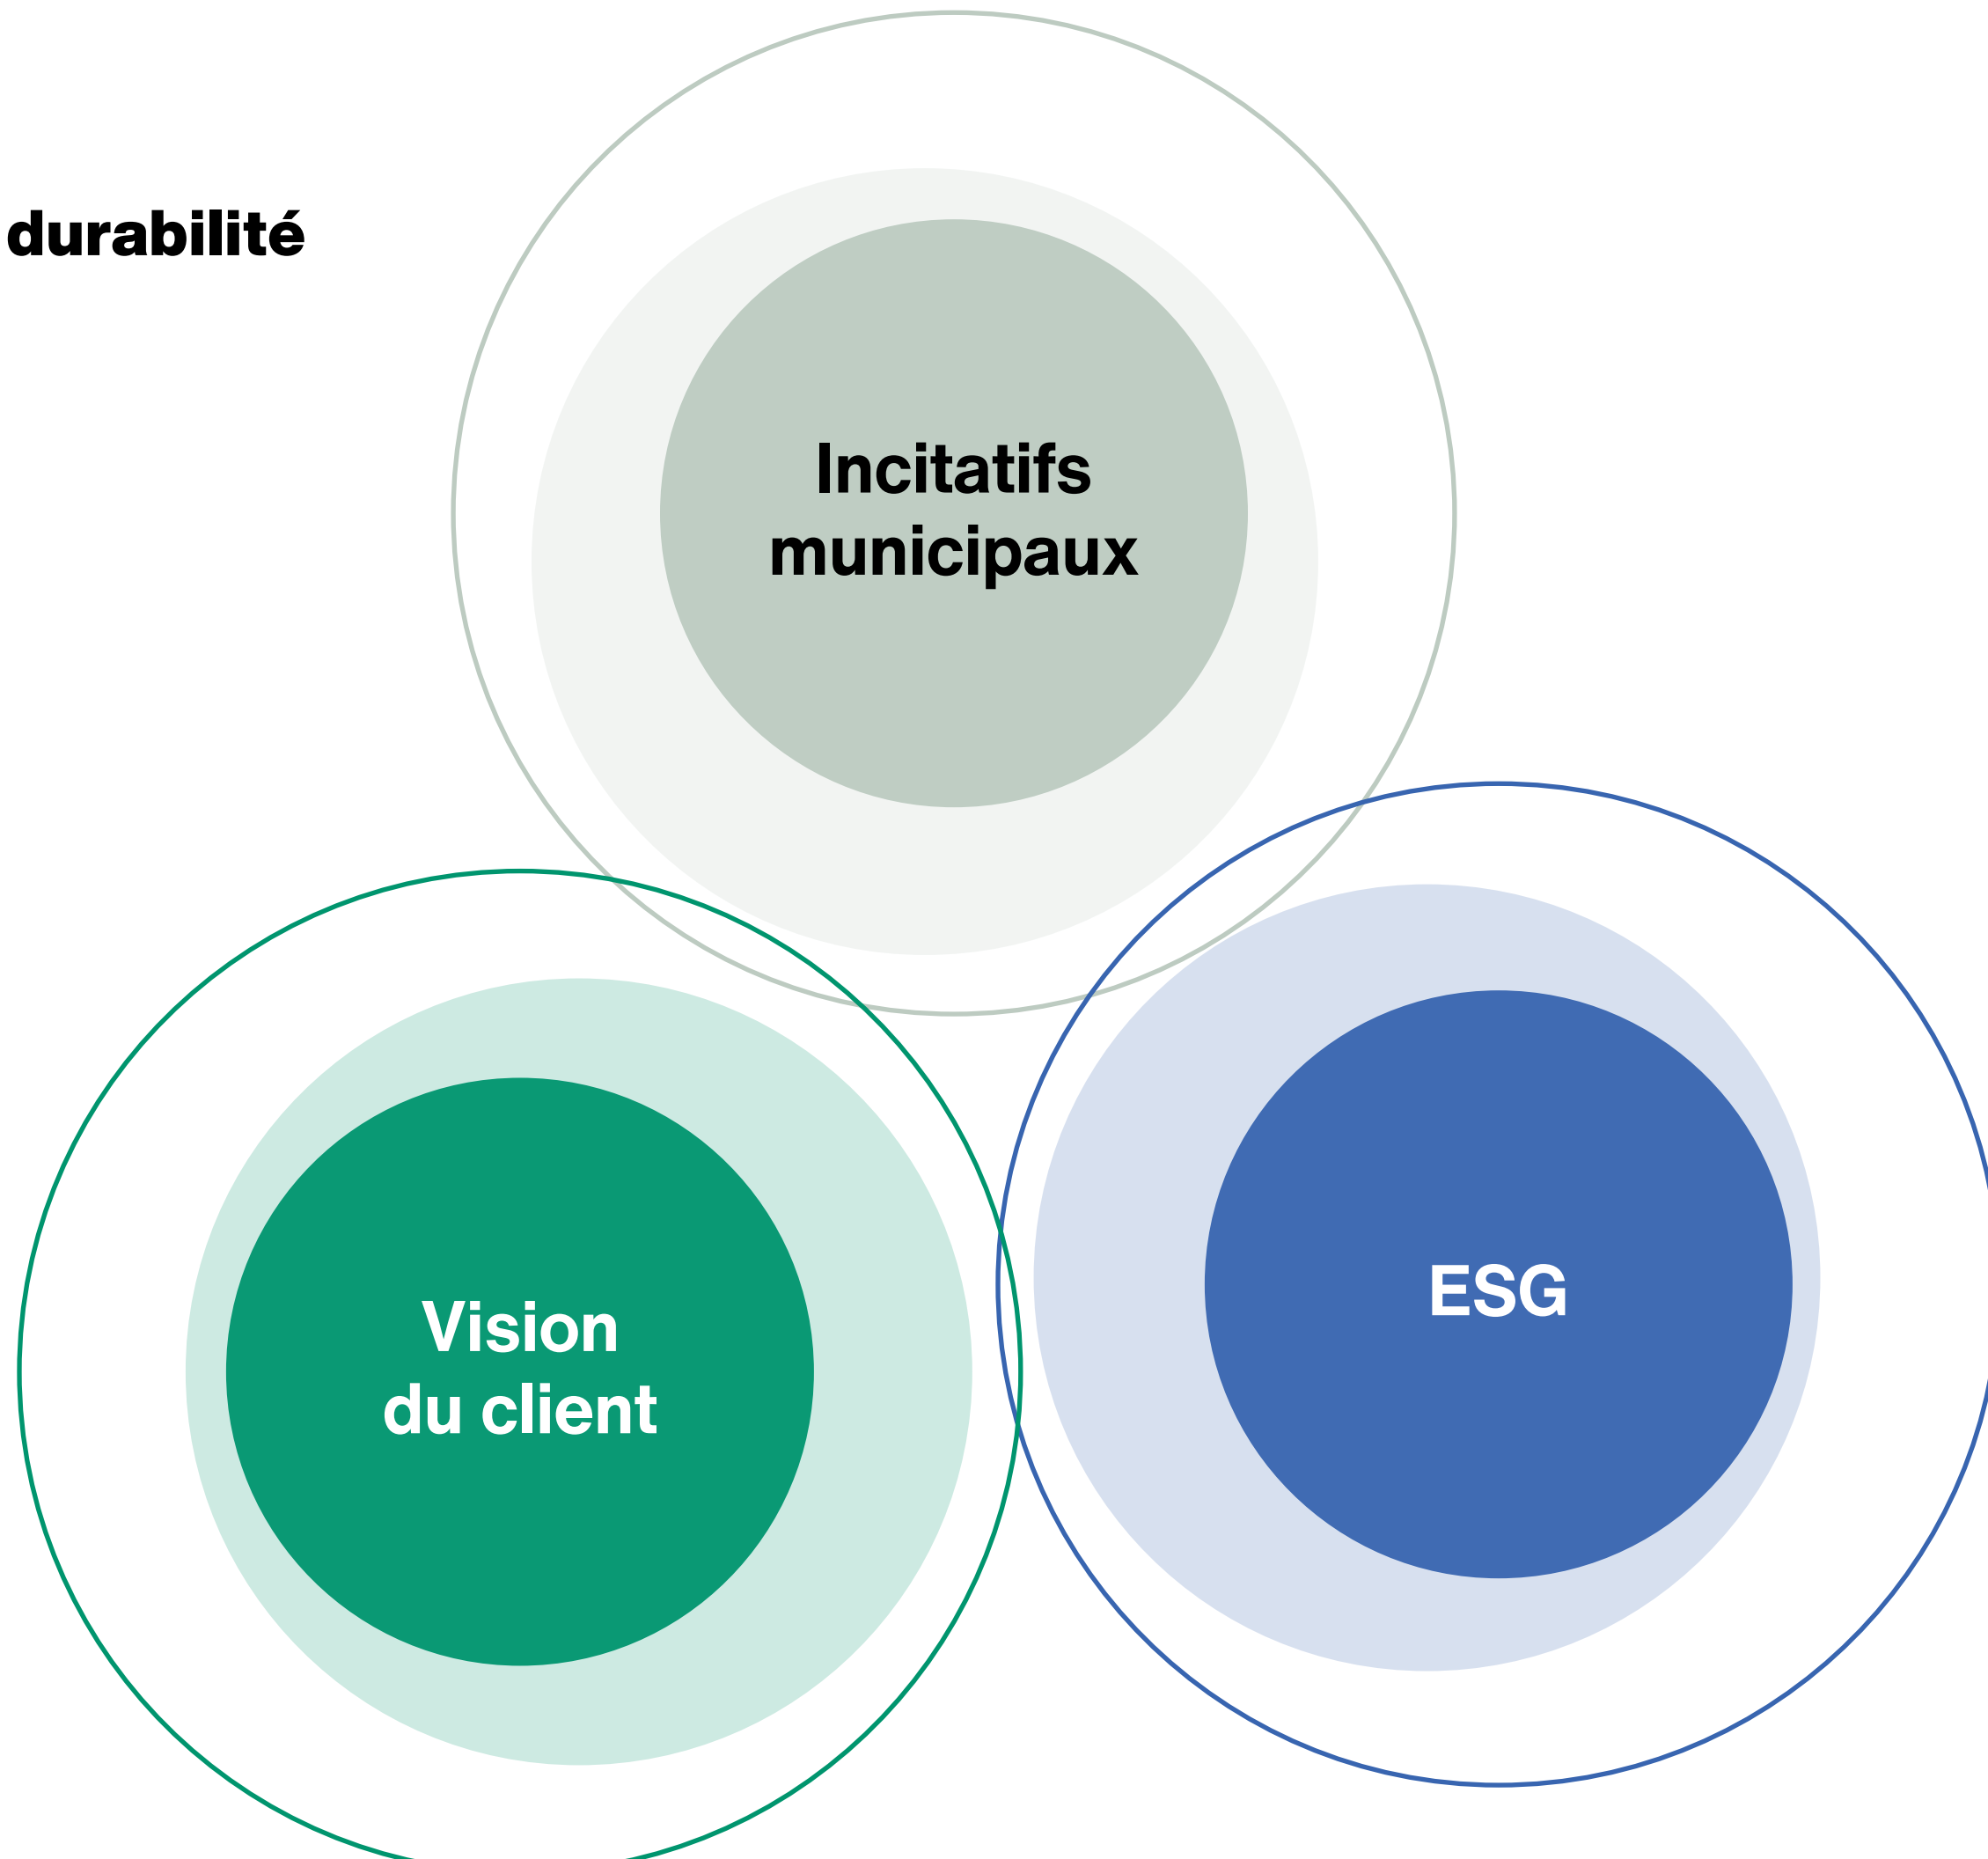 durabilité
Incitatifs
municipaux
Vision
du client
ESG